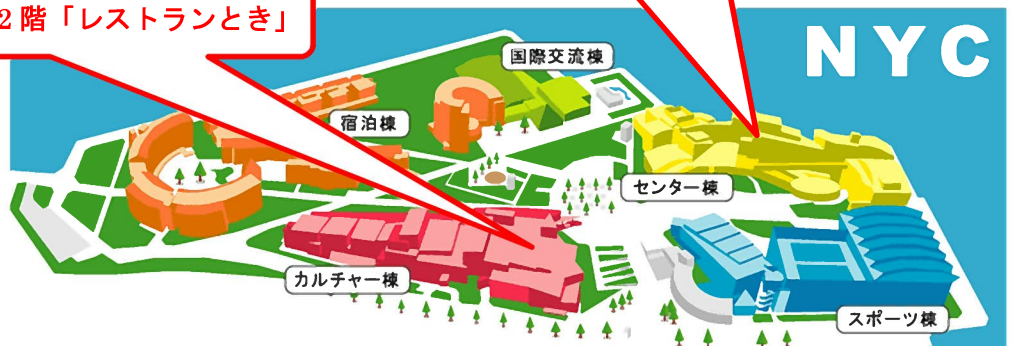 2階「レストランとき」
NYC
国際交流棟
宿泊棟
センター棟
カルチャー棟
スポーツ棟